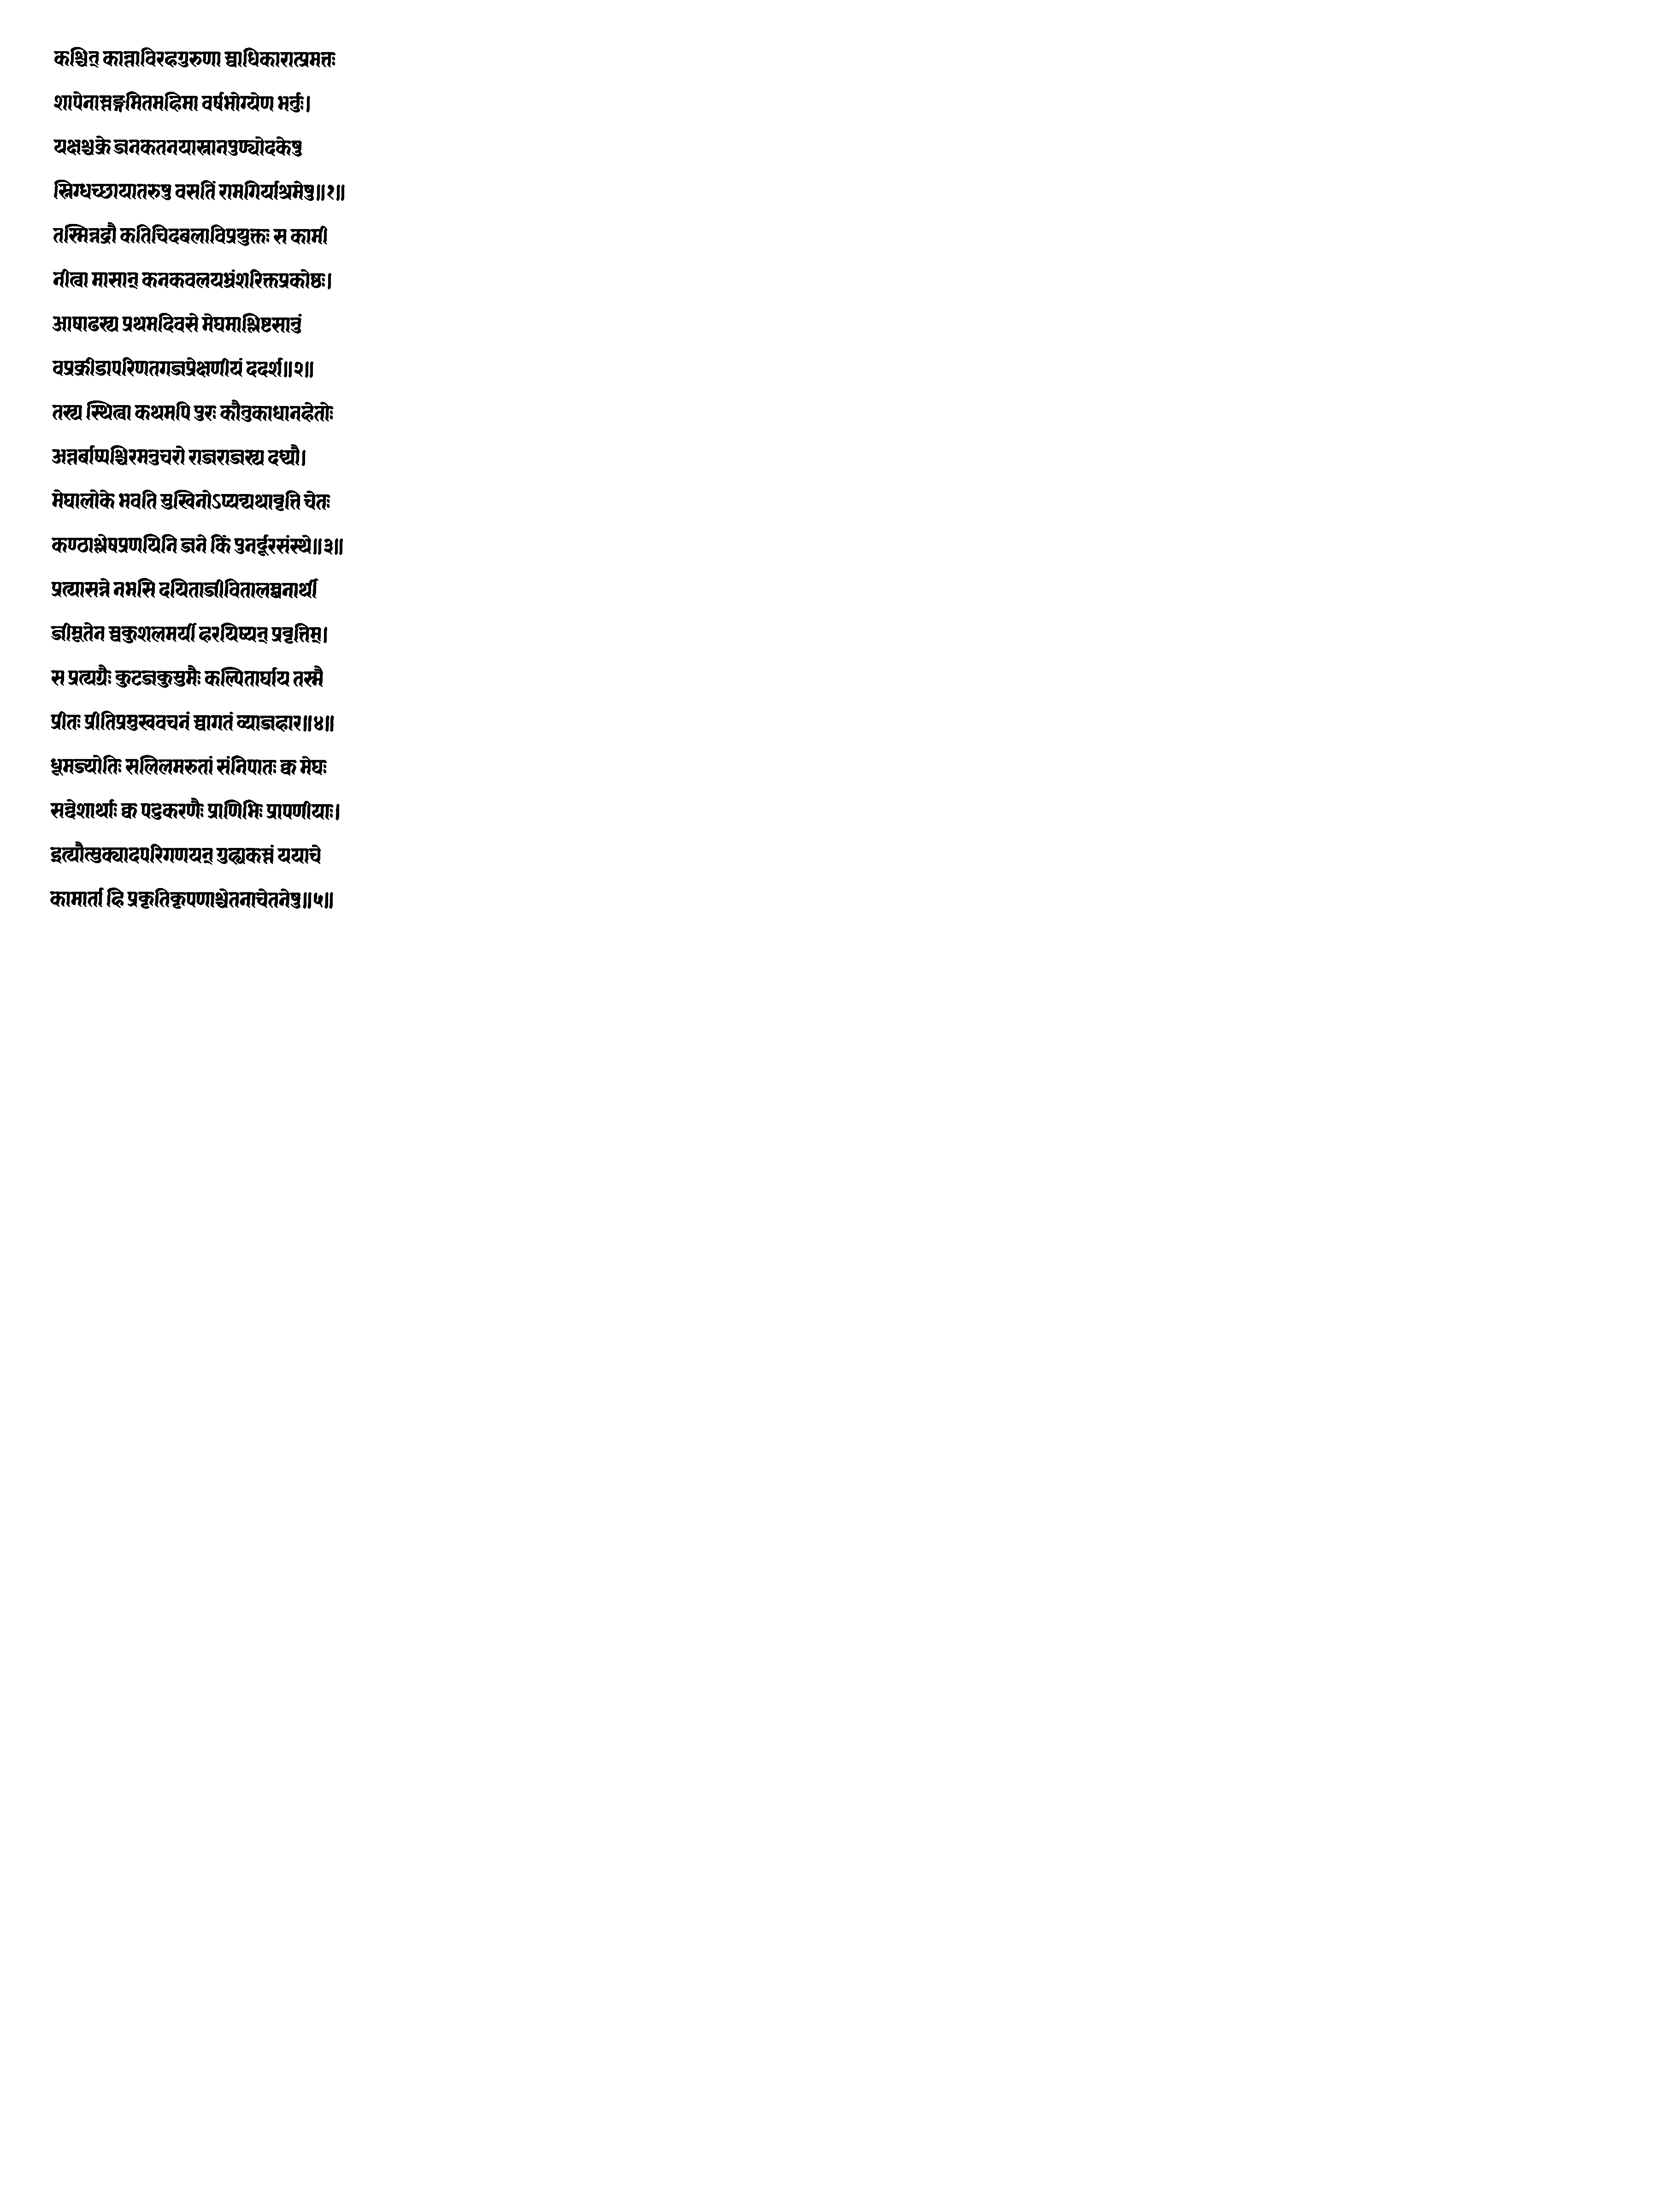 कश्चित् कान्ताविरहगुरुणा स्वाधिकारात्प्रमत्तः
शापेनास्तङ्गमितमहिमा वर्षभोग्येण भर्तुः।
यक्षश्चक्रे जनकतनयास्नानपुण्योदकेषु
स्निग्धच्छायातरुषु वसतिं रामगिर्याश्रमेषु॥१॥
तस्मिन्नद्रौ कतिचिदबलाविप्रयुक्तः स कामी
नीत्वा मासान् कनकवलयभ्रंशरिक्तप्रकोष्ठः।
आषाढस्य प्रथमदिवसे मेघमाश्लिष्टसानुं
वप्रक्रीडापरिणतगजप्रेक्षणीयं ददर्श॥२॥
तस्य स्थित्वा कथमपि पुरः कौतुकाधानहेतोः
अन्तर्बाष्पश्चिरमनुचरो राजराजस्य दध्यौ।
मेघालोके भवति सुखिनोऽप्यन्यथावृत्ति चेतः
कण्ठाश्लेषप्रणयिनि जने किं पुनर्दूरसंस्थे॥३॥
प्रत्यासन्ने नभसि दयिताजीवितालम्बनार्थी
जीमूतेन स्वकुशलमयीं हरयिष्यन् प्रवृत्तिम्।
स प्रत्यग्रैः कुटजकुसुमैः कल्पितार्घाय तस्मै
प्रीतः प्रीतिप्रमुखवचनं स्वागतं व्याजहार॥४॥
धूमज्योतिः सलिलमरुतां संनिपातः क्व मेघः
सन्देशार्थाः क्व पटुकरणैः प्राणिभिः प्रापणीयाः।
इत्यौत्सुक्यादपरिगणयन् गुह्यकस्तं ययाचे
कामार्ता हि प्रकृतिकृपणाश्चेतनाचेतनेषु॥५॥